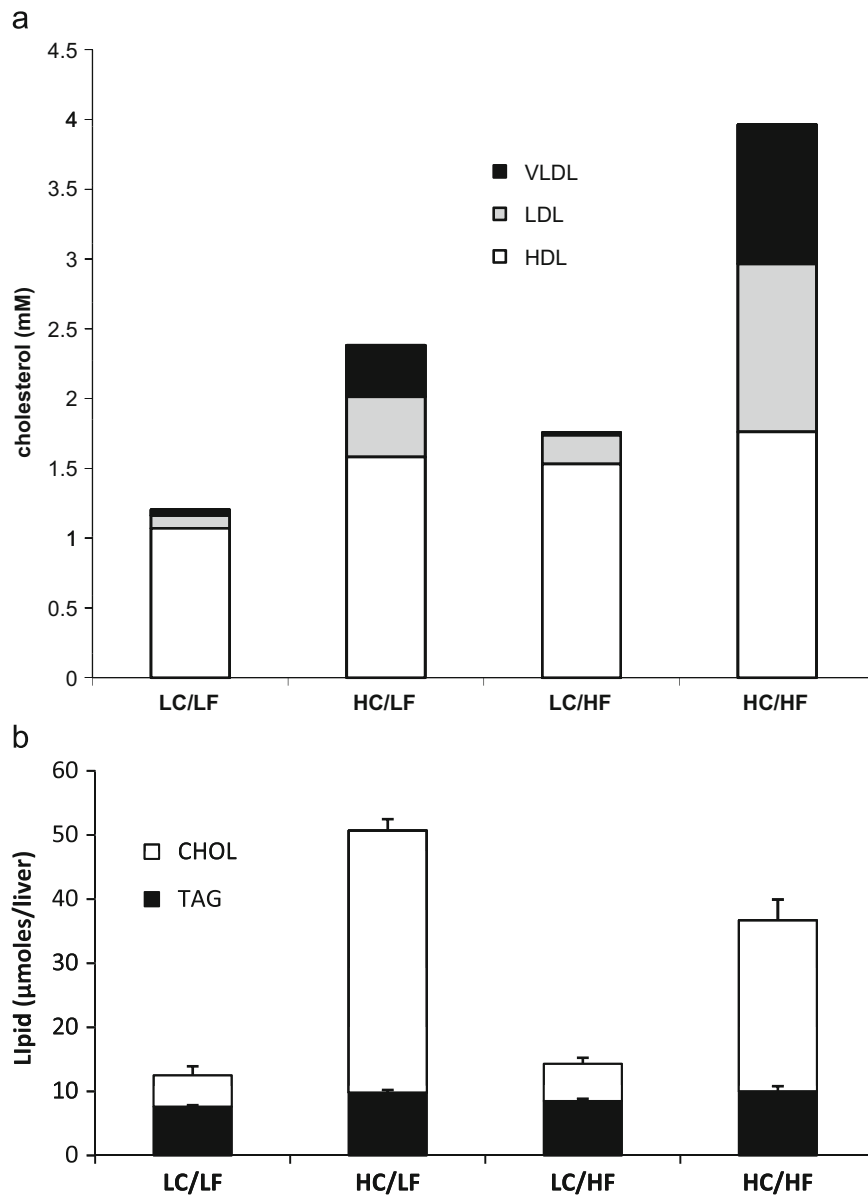 a
4.5
4
3.5
3
2.5
2
1.5
1
0.5
0
cholesterol (mM)
VLDL
LDL
HDL
LC/LF HC/LF LC/HF HC/HF
b
60
50
40
30
20
10
0
LIpid (µmoles/liver)
CHOL
TAG
LC/LF HC/LF LC/HF HC/HF